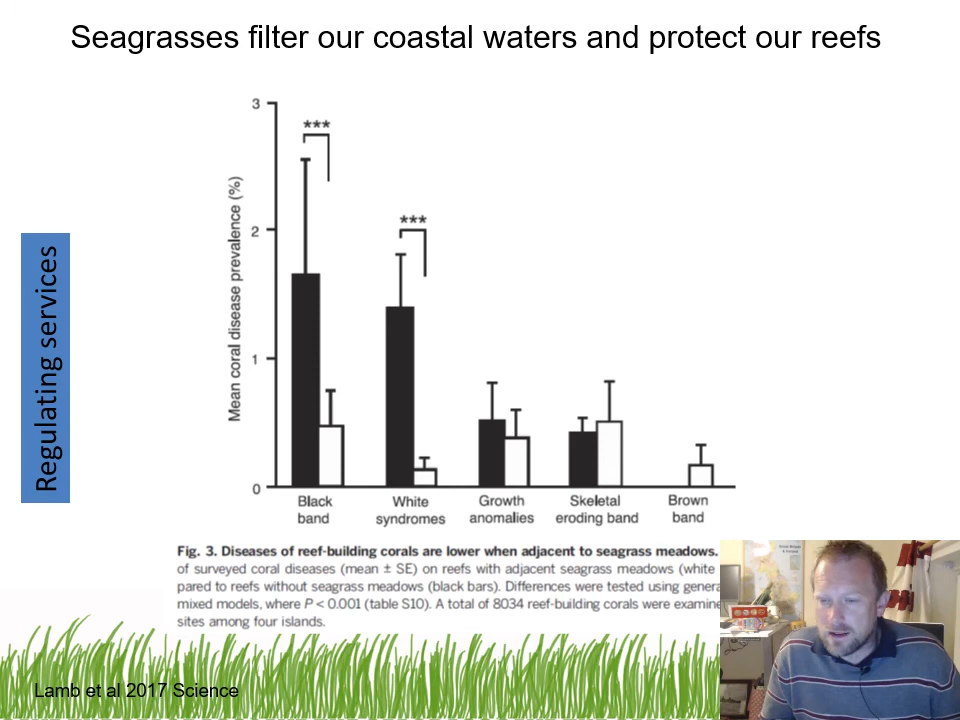 Seagrasses filter our coastal waters and protect our reefs
Regulating services
Mean coral disease prevalence (%)
3
2
1
0
***
***
Black
band
White
syndromes
Growth
anomalies
Skeletal
eroding band
Brown
band
Fig. 3. Diseases of reef-building corals are lower when adjacent to seagrass meadows.
of surveyed coral diseases (mean ± SE) on reefs with adjacent seagrass meadows (white
pared to reefs without seagrass meadows (black bars). Differences were tested using genera
mixed models, where P < 0.001 (table S10). A total of 8034 reef-building corals were examine
sites among four islands.
Lamb et al 2017 Science